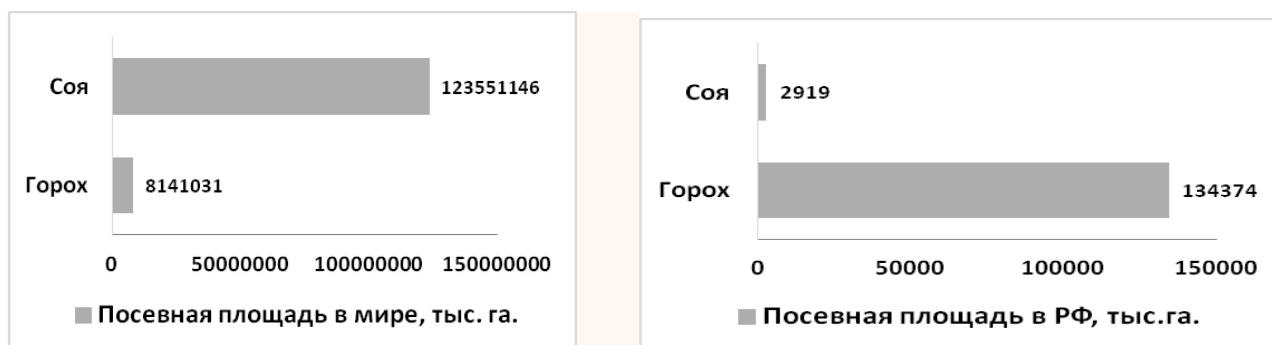 Соя
123551146
Горох
8141031
0 50000000 100000000 150000000
Посевная площадь в мире, тыс. га.
Соя
2919
Горох
134374
0 50000 100000 150000
Посевная площадь в РФ, тыс.га.